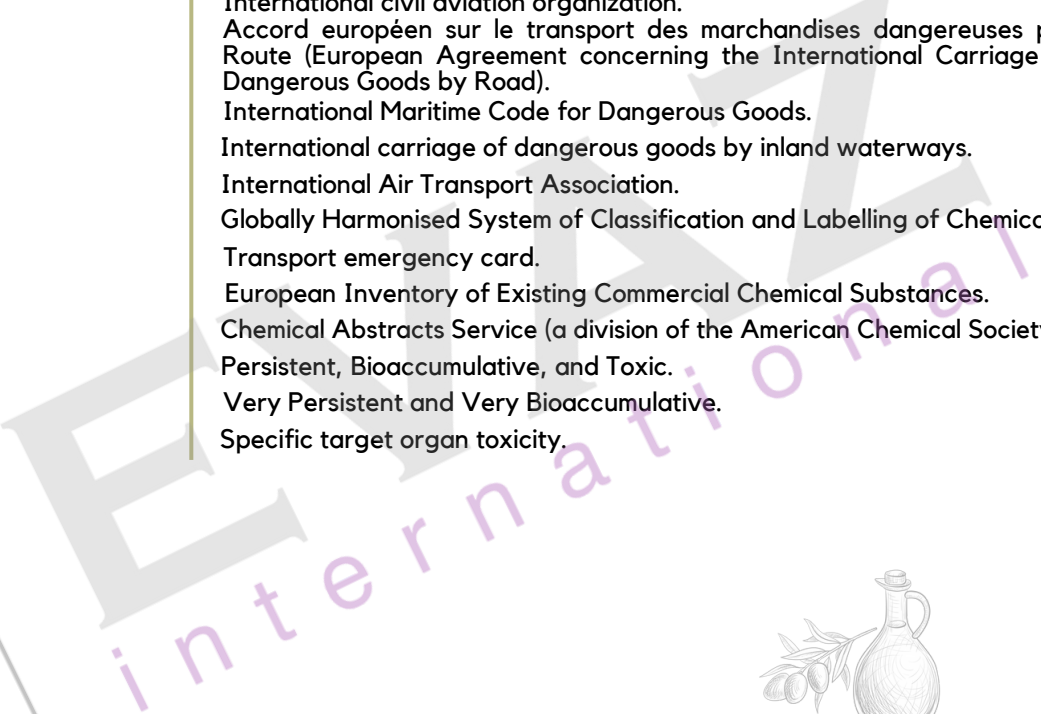 International civil aviation organization.
Accord européen sur le transport des marchandises dangereuses
Route (European Agreement concerning the International Carriage
Dangerous Goods by Road).
International Maritime Code for Dangerous Goods.
International carriage of dangerous goods by inland waterways.
International Air Transport Association.
Globally Harmonised System of Classification and Labelling of
Transport emergency card.
European Inventory of Existing Commercial Chemical Substances.
Chemical Abstracts Service (a division of the American Chemical Society
Persistent, Bioaccumulative, and Toxic.
Very Persistent and Very Bioaccumulative.
Specific target organ toxicity.
EVAZ
international